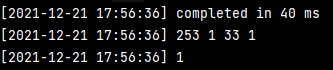 [2021-12-21 17:56:36] completed in 40 ms
[2021-12-21 17:56:36] 253 1 33 1
[2021-12-21 17:56:36] 1